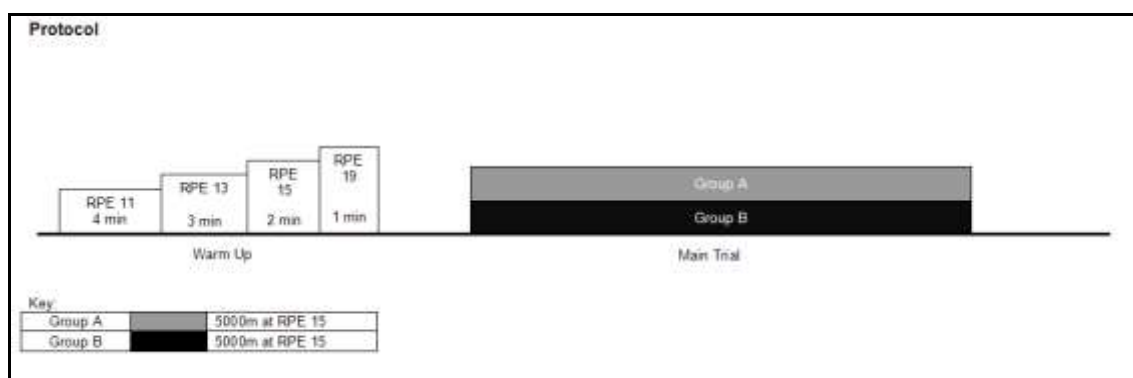 Protocol
RPE 11
4 min
RPE 13
3 min
RPE
15
2 min
RPE
19
1 min
Group A
Group B
Warm Up
Main Trial
Key
Group A 5000m at RPE 15
Group B 5000m at RPE 15